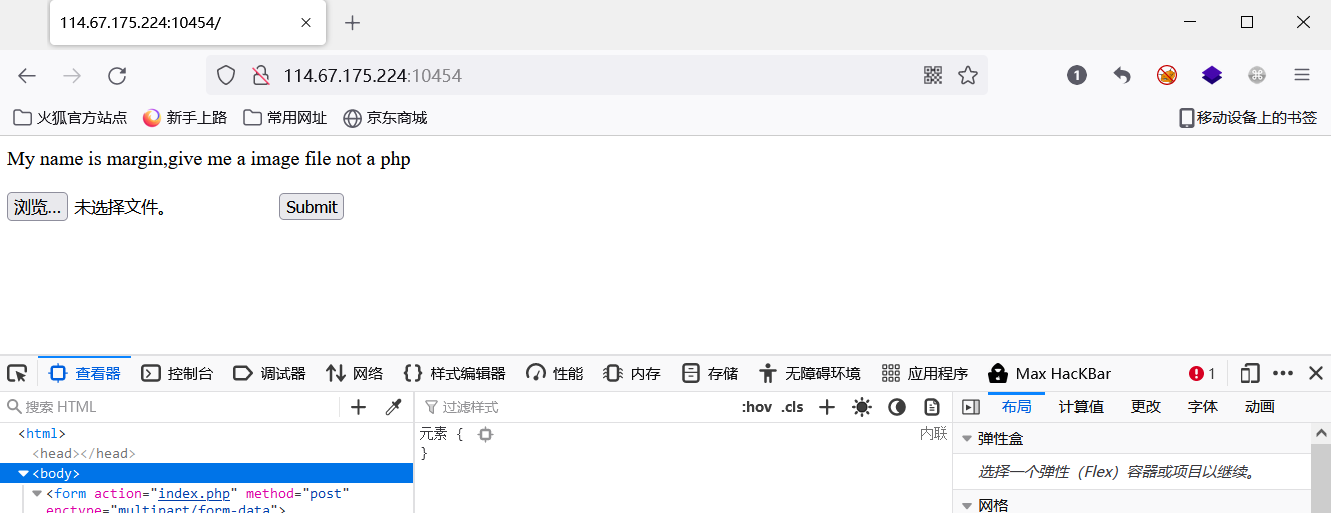 114.67.175.224:10454/
114.67.175.224:10454
1
火狐官方站点 新手上路 常用网址 京东商城 移动设备上的书签
My name is margin,give me a image file not a php
浏览... 未选择文件。 Submit
查看器 控制台 调试器 网络 样式编辑器 性能 内存 存储 无障碍环境 应用程序 Max HacKBar 1
搜索 HTML 过滤样式 :hov .cls 布局 计算值 更改 字体 动画
<html> 元素 { 内联 弹性盒
<head></head> }
<body> 选择一个弹性（Flex）容器或项目以继续。
<form action="index.php" method="post" 网格
enctype="multipart/form-data">